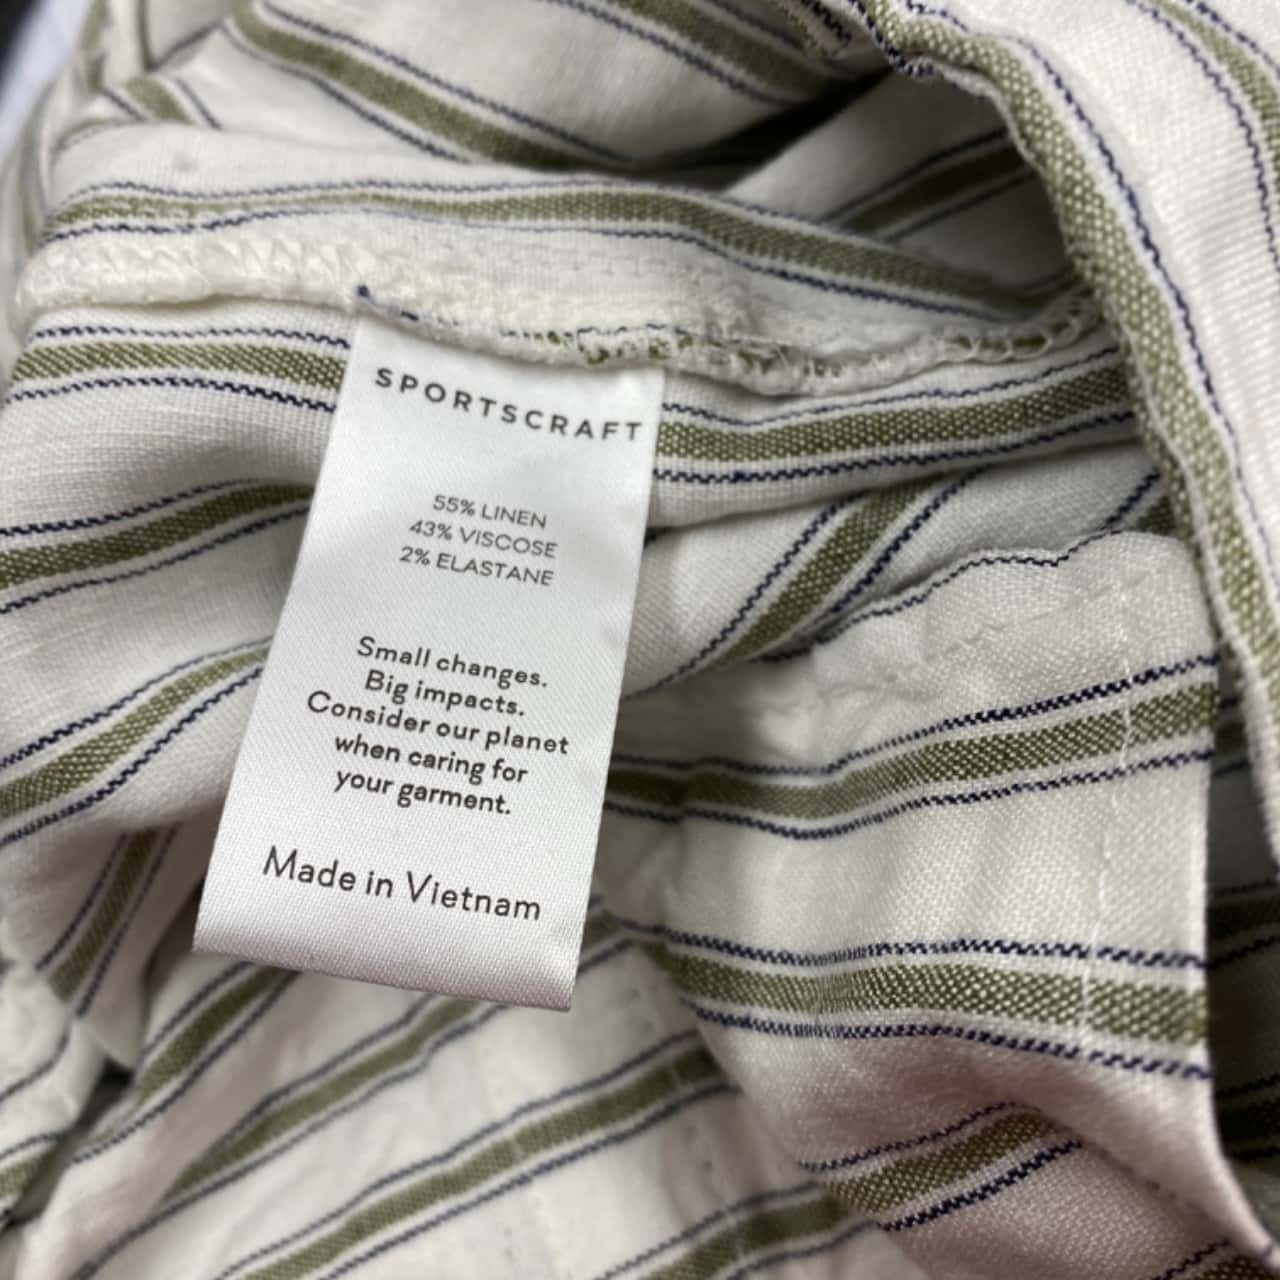 SPORTSCRAFT
55% LINEN
43% VISCOSE
2% ELASTANE
Small changes.
Big impacts.
Consider our planet
when caring for
your garment.
Made in Vietnam